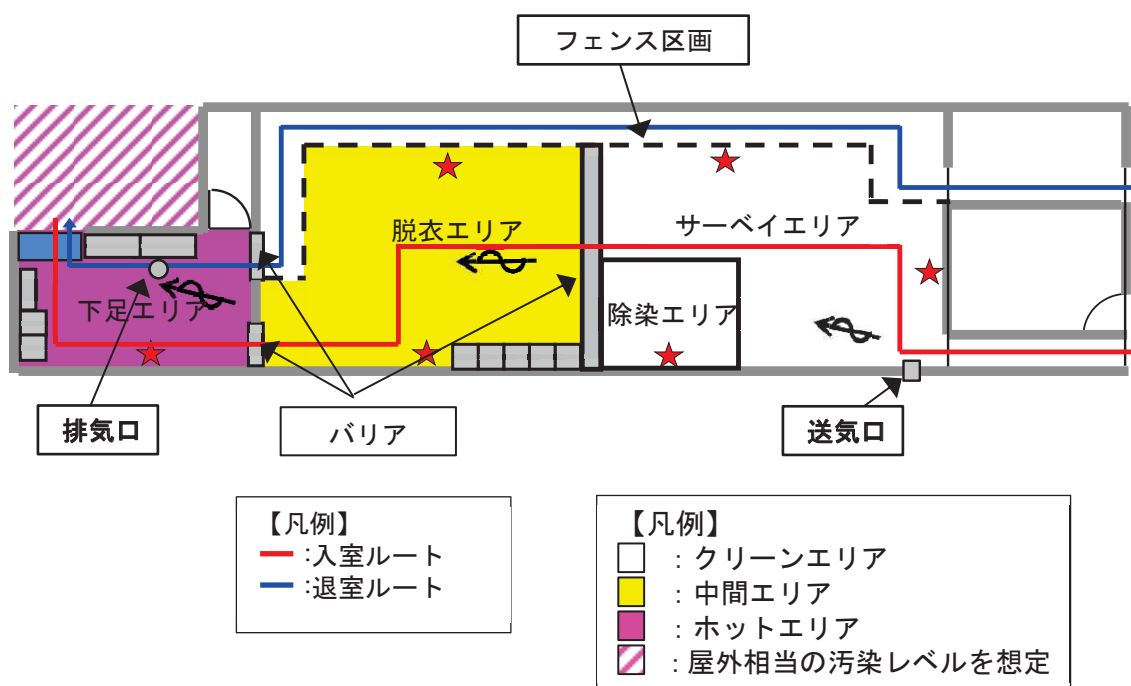 フェンス区画
脱衣エリア
サーベイエリア
下足エリア
除染エリア
排気口
バリア
送気口
【凡例】
:入室ルート
:退室ルート
【凡例】
:クリーンエリア
:中間エリア
:ホットエリア
:屋外相当の汚染レベルを想定